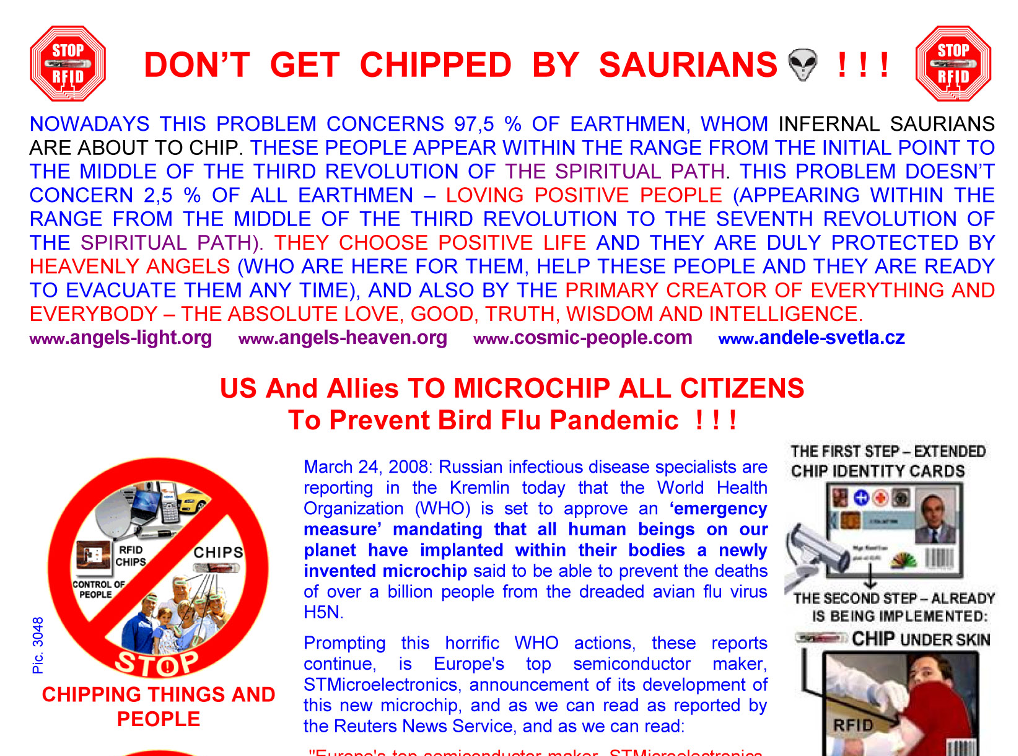 STOP RFID
DON'T GET CHIPPED BY SAURIANS ! ! !
STOP RFID
NOWADAYS THIS PROBLEM CONCERNS 97,5 % OF EARTHMEN, WHOM INFERNAL SAURIANS
ARE ABOUT TO CHIP. THESE PEOPLE APPEAR WITHIN THE RANGE FROM THE INITIAL POINT TO
THE MIDDLE OF THE THIRD REVOLUTION OF THE SPIRITUAL PATH. THIS PROBLEM DOESN'T
CONCERN 2,5 % OF ALL EARTHMEN – LOVING POSITIVE PEOPLE (APPEARING WITHIN THE
RANGE FROM THE MIDDLE OF THE THIRD REVOLUTION TO THE SEVENTH REVOLUTION OF
THE SPIRITUAL PATH). THEY CHOOSE POSITIVE LIFE AND THEY ARE DULY PROTECTED BY
HEAVENLY ANGELS (WHO ARE HERE FOR THEM, HELP THESE PEOPLE AND THEY ARE READY
TO EVACUATE THEM ANY TIME), AND ALSO BY THE PRIMARY CREATOR OF EVERYTHING AND
EVERYBODY – THE ABSOLUTE LOVE, GOOD, TRUTH, WISDOM AND INTELLIGENCE.
www.angels-light.org www.angels-heaven.org www.cosmic-people.com www.andele-svetla.cz
US And Allies TO MICROCHIP ALL CITIZENS
To Prevent Bird Flu Pandemic ! ! !
RFID
CHIPS
CHIPS
CONTROL OF
PEOPLE
STOP
Pic. 3048
CHIPPING THINGS AND
PEOPLE
March 24, 2008: Russian infectious disease specialists are
reporting in the Kremlin today that the World Health
Organization (WHO) is set to approve an 'emergency
measure' mandating that all human beings on our
planet have implanted within their bodies a newly
invented microchip said to be able to prevent the deaths
of over a billion people from the dreaded avian flu virus
H5N.
Prompting this horrific WHO actions, these reports
continue, is Europe's top semiconductor maker,
STMicroelectronics, announcement of its development of
this new microchip, and as we can read as reported by
the Reuters News Service, and as we can read:
"Europe's top semiconductor maker, STMicroelectronics,
THE FIRST STEP – EXTENDED
CHIP IDENTITY CARDS
THE SECOND STEP – ALREADY
IS BEING IMPLEMENTED:
CHIP UNDER SKIN
RFID